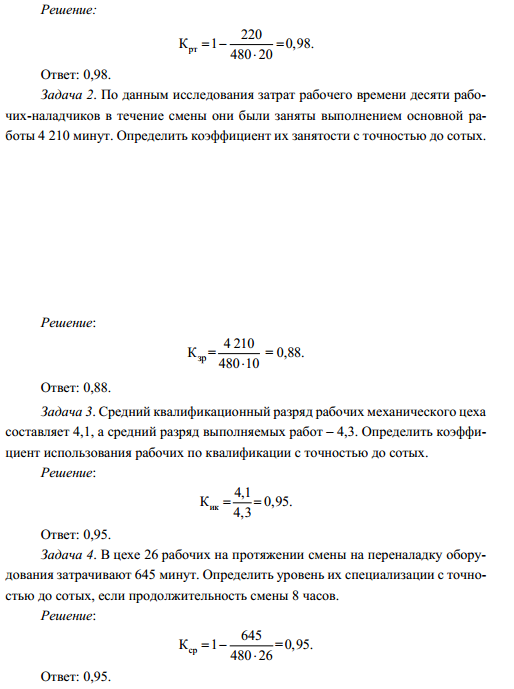 Решение:
Крт = 1 − 220 / 480 · 20 = 0,98.
Ответ: 0,98.
Задача 2. По данным исследования затрат рабочего времени десяти рабо-
чих-наладчиков в течение смены они были заняты выполнением основной ра-
боты 4 210 минут. Определить коэффициент их занятости с точностью до сотых.
Решение:
Кзр = 4 210 / 480 · 10 = 0,88.
Ответ: 0,88.
Задача 3. Средний квалификационный разряд рабочих механического цеха
составляет 4,1, а средний разряд выполняемых работ – 4,3. Определить коэффи-
циент использования рабочих по квалификации с точностью до сотых.
Решение:
Кик = 4,1 / 4,3 = 0,95.
Ответ: 0,95.
Задача 4. В цехе 26 рабочих на протяжении смены на переналадку обору-
дования затрачивают 645 минут. Определить уровень их специализации с точно-
стью до сотых, если продолжительность смены 8 часов.
Решение:
Кср = 1 − 645 / 480 · 26 = 0,95.
Ответ: 0,95.